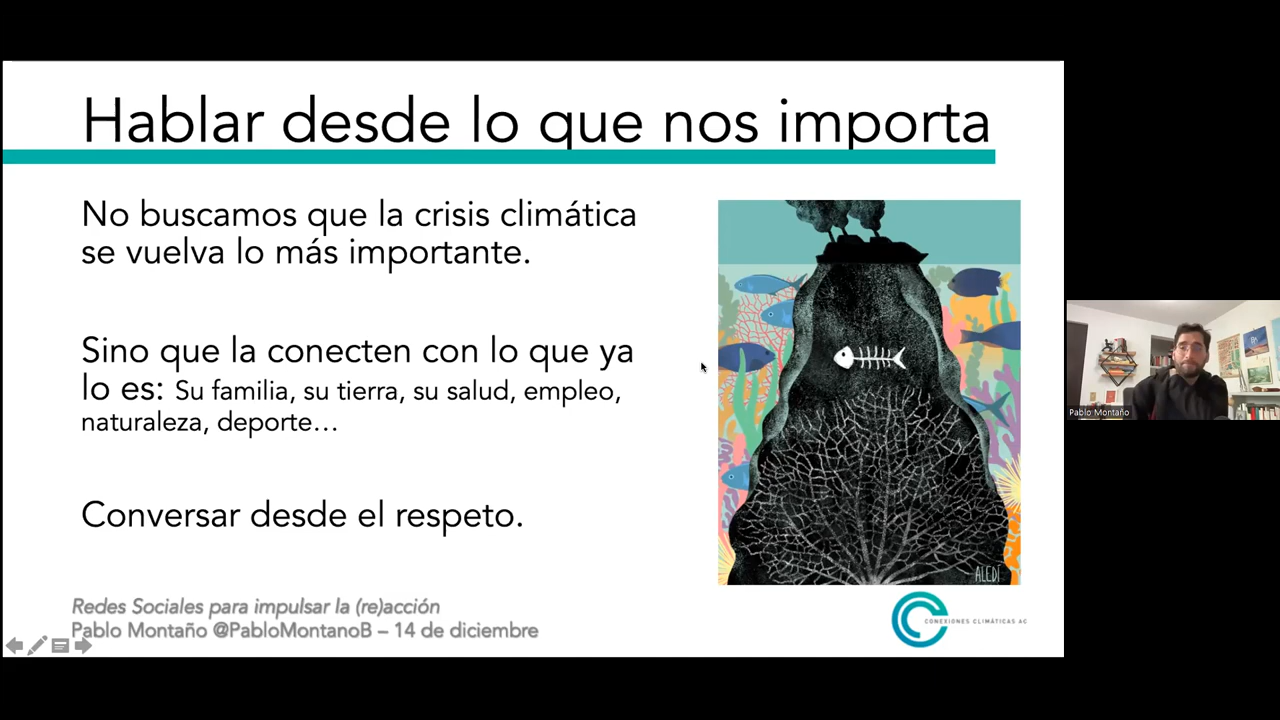 Hablar desde lo que nos importa
No buscamos que la crisis climática
se vuelva lo más importante.
Sino que la conecten con lo que ya
lo es: Su familia, su tierra, su salud, empleo,
naturaleza, deporte…
Conversar desde el respeto.
ALEDÍ
Redes Sociales para impulsar la (re)acción
Pablo Montaño @PabloMontanoB – 14 de diciembre
CONEXIONES CLIMÁTICAS AC
Pablo Montaño